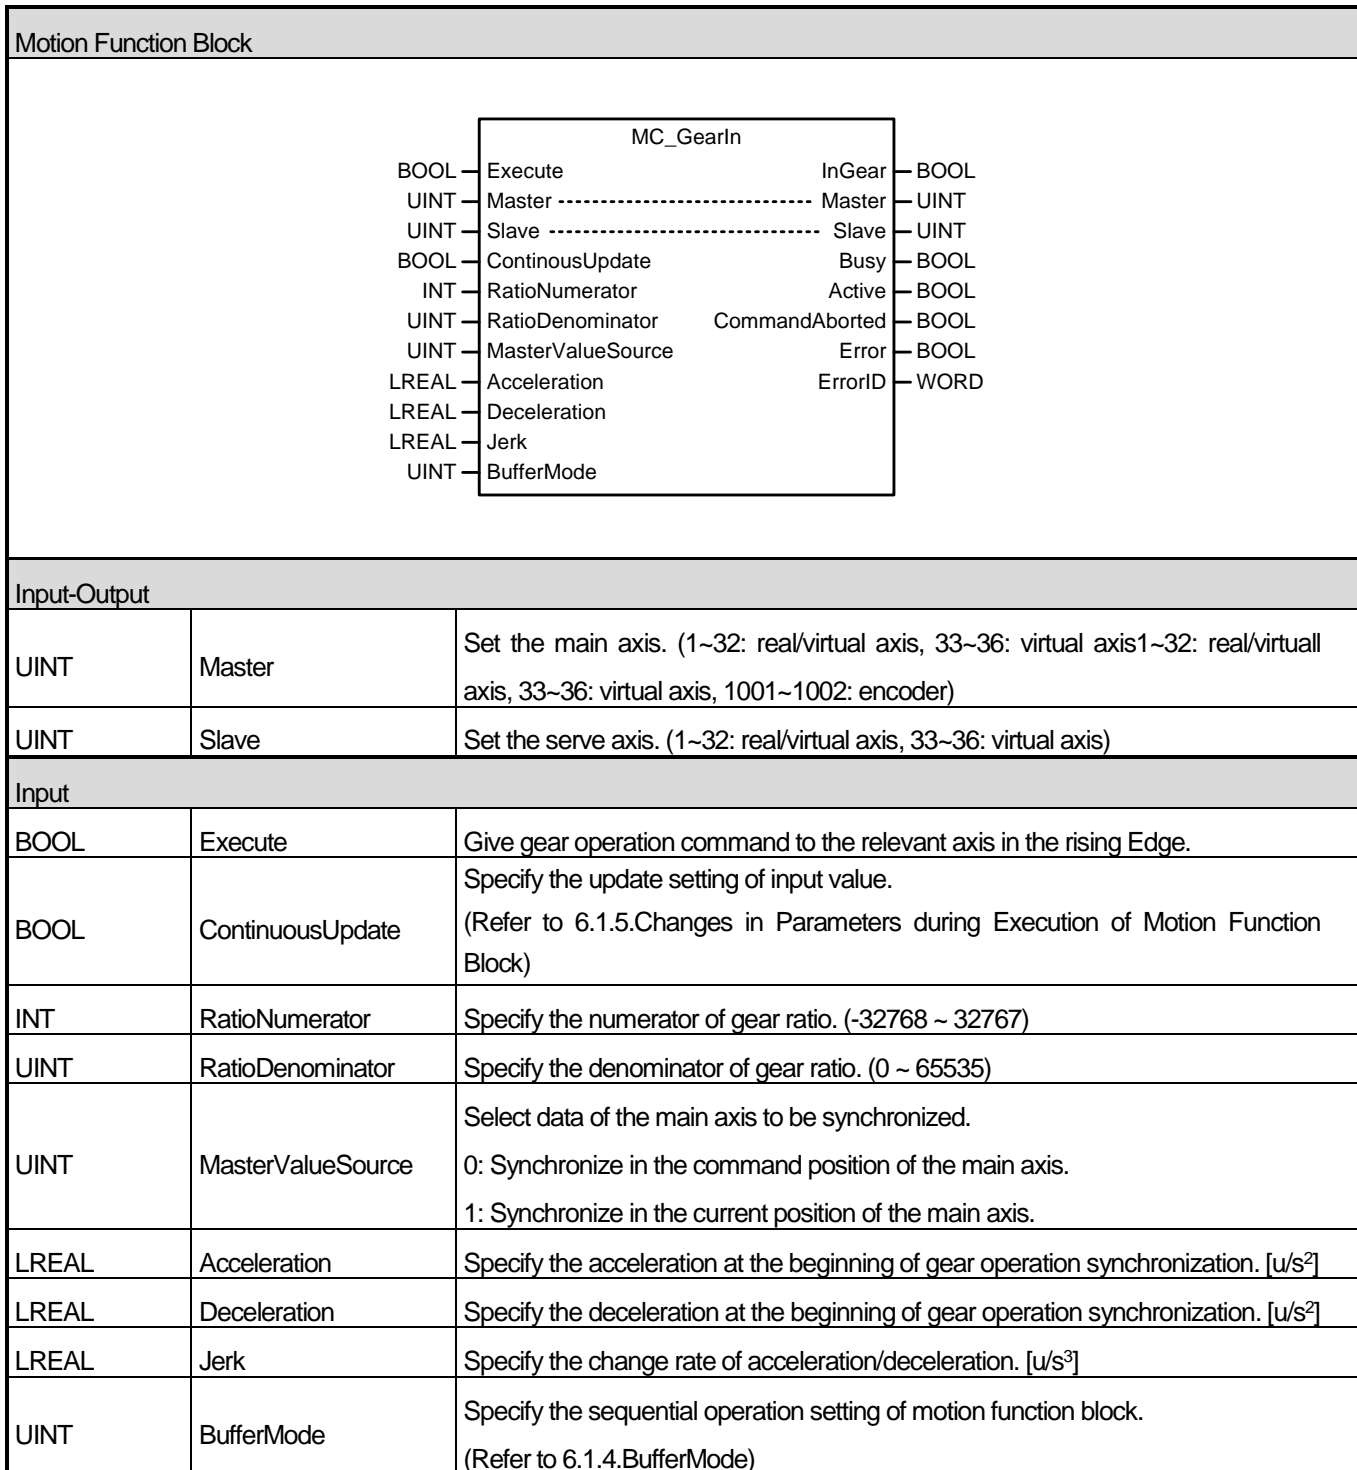 Motion Function Block
MC_GearIn
BOOL Execute InGear BOOL
UINT Master Master UINT
UINT Slave Slave UINT
BOOL ContinousUpdate Busy BOOL
INT RatioNumerator Active BOOL
UINT RatioDenominator CommandAborted BOOL
UINT MasterValueSource Error BOOL
LREAL Acceleration ErrorID WORD
LREAL Deceleration
LREAL Jerk
UINT BufferMode
Input-Output
UINT Master Set the main axis. (1~32: real/virtual axis, 33~36: virtual axis1~32: real/virtuall
axis, 33~36: virtual axis, 1001~1002: encoder)
UINT Slave Set the serve axis. (1~32: real/virtual axis, 33~36: virtual axis)
Input
BOOL Execute Give gear operation command to the relevant axis in the rising Edge.
BOOL ContinuousUpdate Specify the update setting of input value.
(Refer to 6.1.5.Changes in Parameters during Execution of Motion Function
Block)
INT RatioNumerator Specify the numerator of gear ratio. (-32768 ~ 32767)
UINT RatioDenominator Specify the denominator of gear ratio. (0 ~ 65535)
UINT MasterValueSource Select data of the main axis to be synchronized.
0: Synchronize in the command position of the main axis.
1: Synchronize in the current position of the main axis.
LREAL Acceleration Specify the acceleration at the beginning of gear operation synchronization. [u/s²]
LREAL Deceleration Specify the deceleration at the beginning of gear operation synchronization. [u/s²]
LREAL Jerk Specify the change rate of acceleration/deceleration. [u/s³]
UINT BufferMode Specify the sequential operation setting of motion function block.
(Refer to 6.1.4.BufferMode)